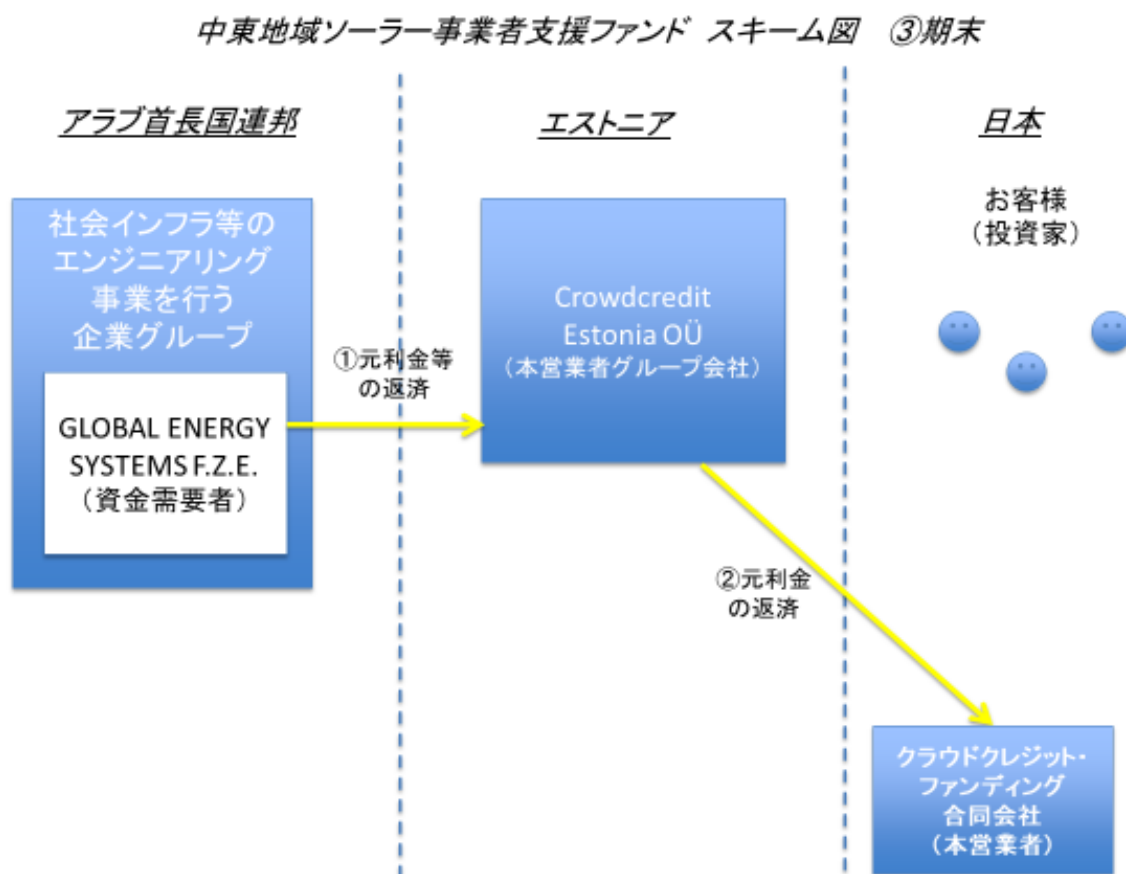 中東地域ソーラー事業者支援ファンド スキーム図 ③期末
アラブ首長国連邦
エストニア
日本
社会インフラ等の
エンジニアリング
事業を行う
企業グループ
GLOBAL ENERGY
SYSTEMS F.Z.E.
(資金需要者)
①元利金等
の返済
Crowdcredit
Estonia OÜ
(本営業者グループ会社)
お客様
(投資家)
②元利金
の返済
クラウドクレジット・
ファンディング
合同会社
(本営業者)